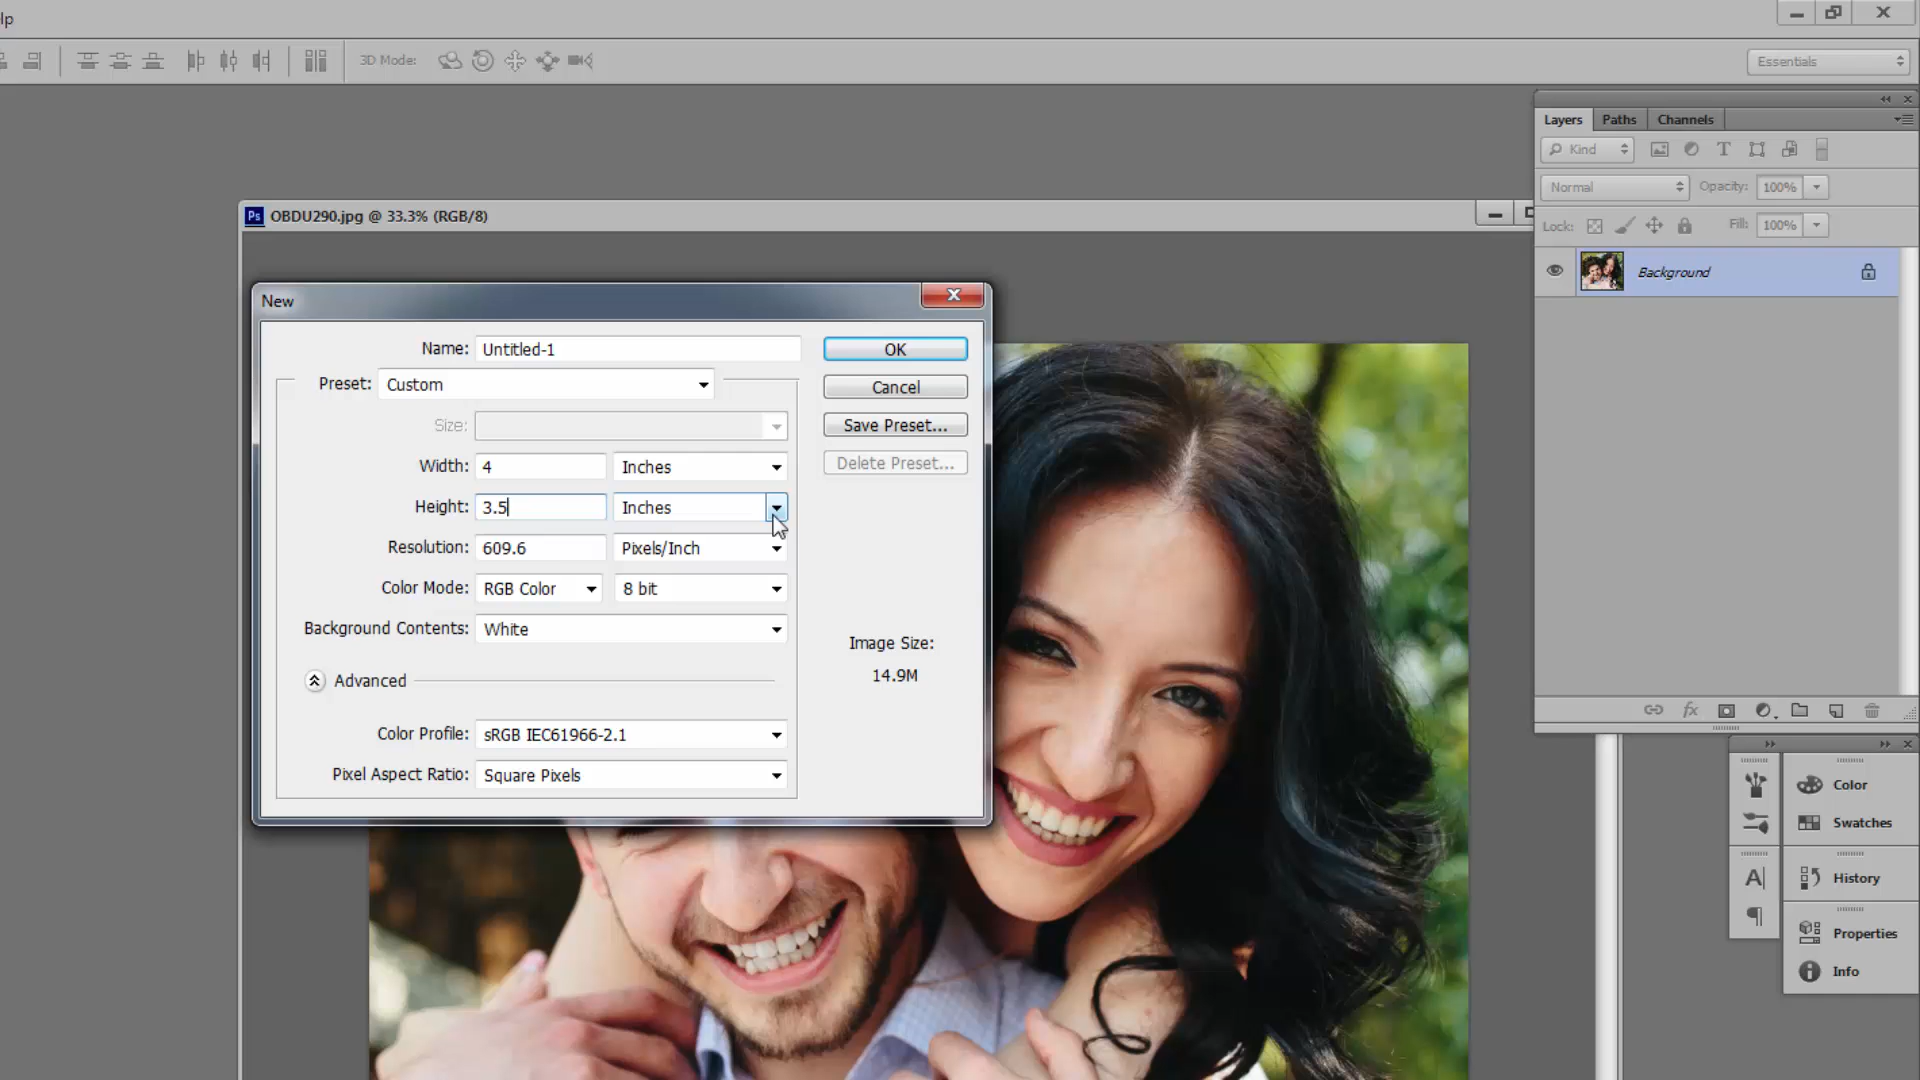 lp
3D Mode:
Essentials
Layers Paths Channels
Kind
Normal Opacity: 100%
Lock: Fill: 100%
Background
Ps OBDU290.jpg @ 33.3% (RGB/8)
New
Name: Untitled-1
OK
Preset: Custom
Cancel
Size:
Save Preset...
Width: 4 Inches
Delete Preset...
Height: 3.5 Inches
Resolution: 609.6 Pixels/Inch
Color Mode: RGB Color 8 bit
Background Contents: White
Image Size:
14.9M
Advanced
Color Profile: sRGB IEC61966-2.1
Pixel Aspect Ratio: Square Pixels
fx
Color
Swatches
A
History
Properties
Info